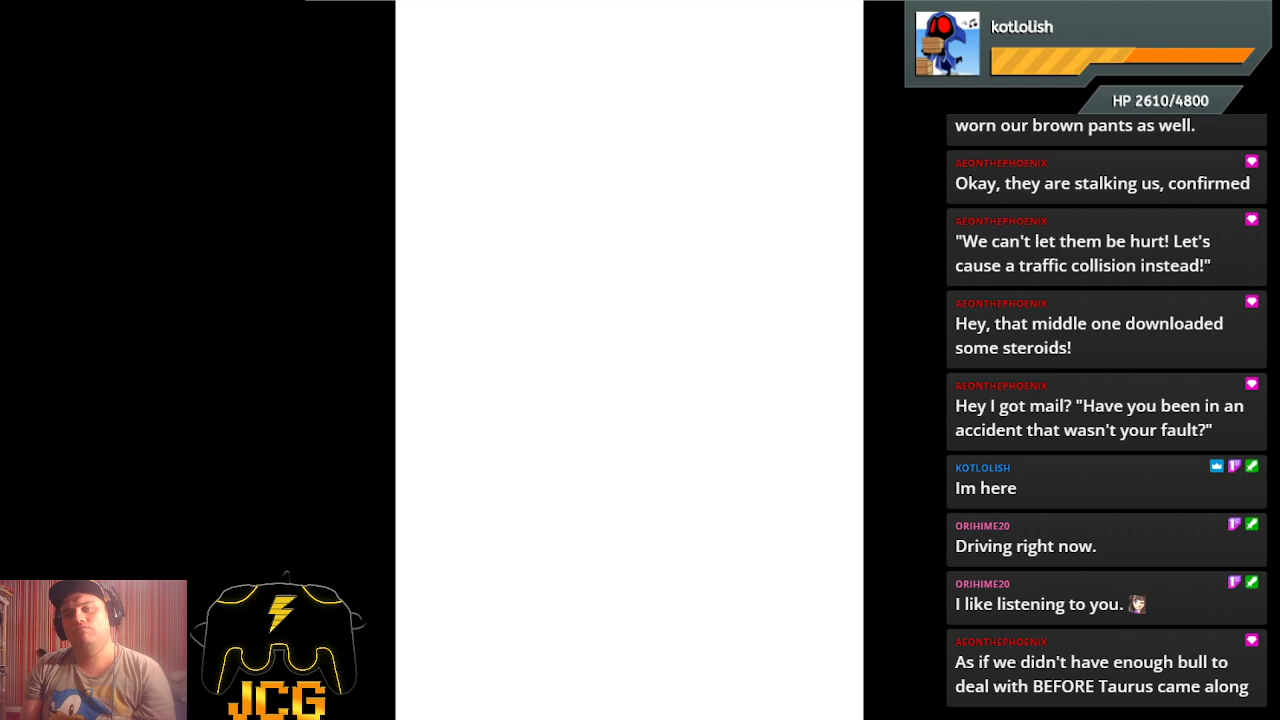 kotlolish
HP 2610/4800
worn our brown pants as well.
AEONTHEPHOENIX
Okay, they are stalking us, confirmed
AEONTHEPHOENIX
"We can't let them be hurt! Let's
cause a traffic collision instead!"
AEONTHEPHOENIX
Hey, that middle one downloaded
some steroids!
AEONTHEPHOENIX
Hey I got mail? "Have you been in an
accident that wasn't your fault?"
KOTLOLISH
Im here
ORIHIME20
Driving right now.
ORIHIME20
I like listening to you.
AEONTHEPHOENIX
As if we didn't have enough bull to
deal with BEFORE Taurus came along
JCG